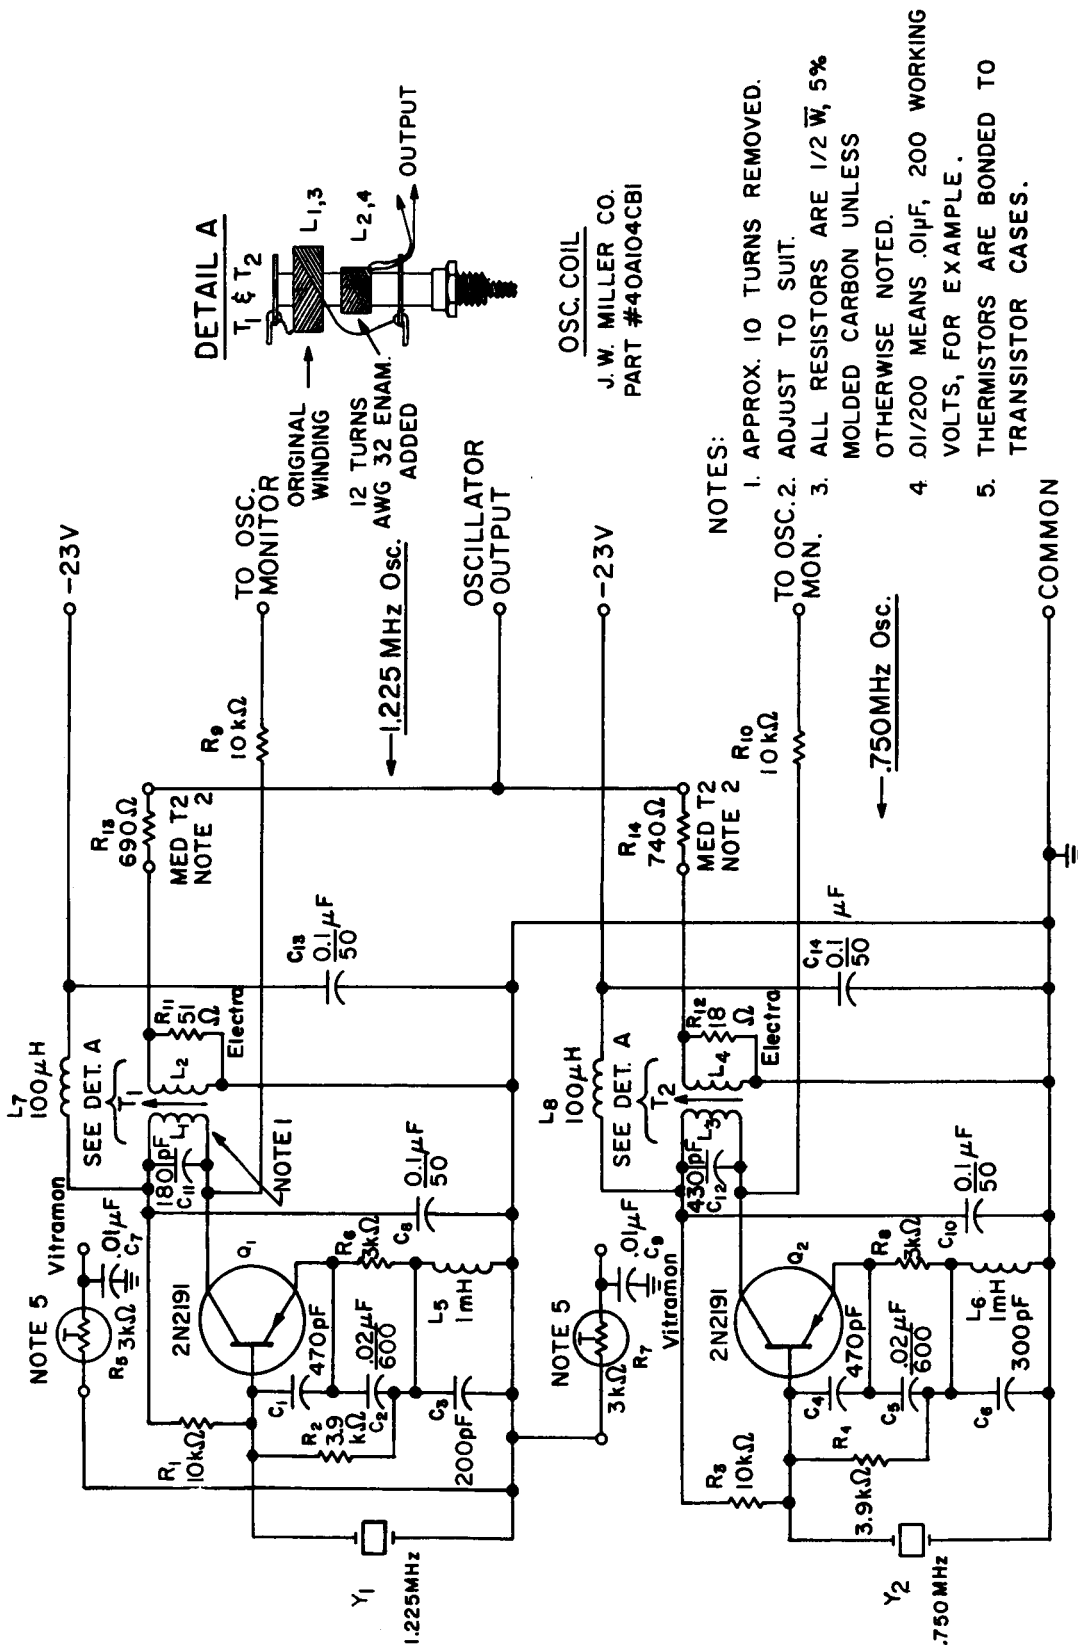 L7
100μH
-23V
NOTE 5
Vitramon
R5 3kΩ
.01μF
C7
SEE DET. A
T1
180pF
C11
L1
L2
R11
51
Ω
Electra
R13
690Ω
MED T2
NOTE 2
R9
10kΩ
TO OSC.
MONITOR
NOTE 1
C13
0.1 μF
50
R1
10kΩ
2N2191
Q1
C1
470pF
R6
3kΩ
C8
0.1μF
50
R2
3.9
kΩ
.02μF
600
C2
L5
1mH
C3
200pF
Y1
1.225MHz
1.225 MHz Osc.
OSCILLATOR
OUTPUT
L8
100μH
-23V
NOTE 5
3kΩ
R7
.01μF
C9
Vitramon
SEE DET. A
T2
430pF
C12
L3
L4
R12
18
Ω
Electra
R14
740Ω
MED T2
NOTE 2
R10
10kΩ
TO OSC.
MON.
C14
0.1
50
μF
R3
10kΩ
2N2191
Q2
C4
470pF
R8
3kΩ
C10
0.1μF
50
R4
3.9kΩ
.02μF
600
C5
L6
1mH
C6
300pF
Y2
.750MHz
.750MHz Osc.
COMMON
DETAIL A
T1 & T2
ORIGINAL
WINDING
L1,3
12 TURNS
AWG 32 ENAM.
ADDED
L2,4
OUTPUT
OSC. COIL
J.W. MILLER CO.
PART #40A104CBI
NOTES:
1. APPROX. 10 TURNS REMOVED.
2. ADJUST TO SUIT.
3. ALL RESISTORS ARE 1/2 W, 5%
MOLDED CARBON UNLESS
OTHERWISE NOTED.
4 .01/200 MEANS .01μF, 200 WORKING
VOLTS, FOR EXAMPLE.
5. THERMISTORS ARE BONDED TO
TRANSISTOR CASES.